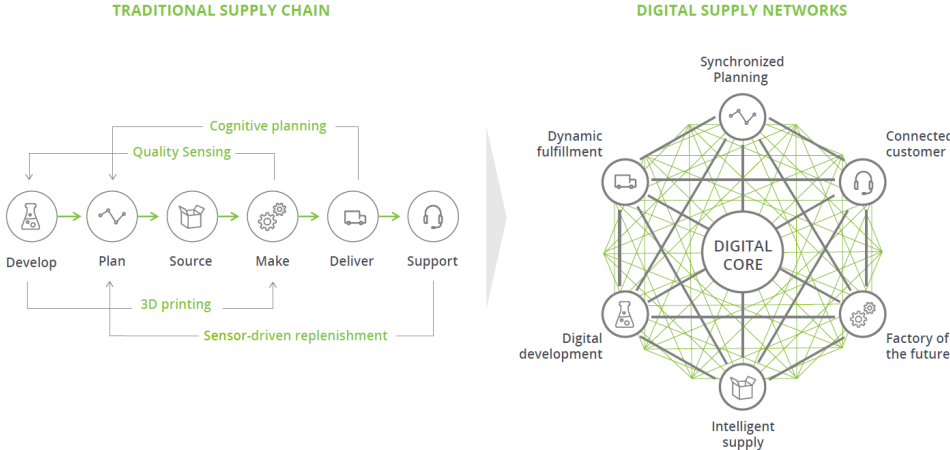 TRADITIONAL SUPPLY CHAIN
Cognitive planning
Quality Sensing
Develop
Plan
Source
Make
Deliver
Support
3D printing
Sensor-driven replenishment
DIGITAL SUPPLY NETWORKS
Synchronized
Planning
Dynamic
fulfillment
Connected
customer
DIGITAL
CORE
Digital
development
Factory of
the future
Intelligent
supply